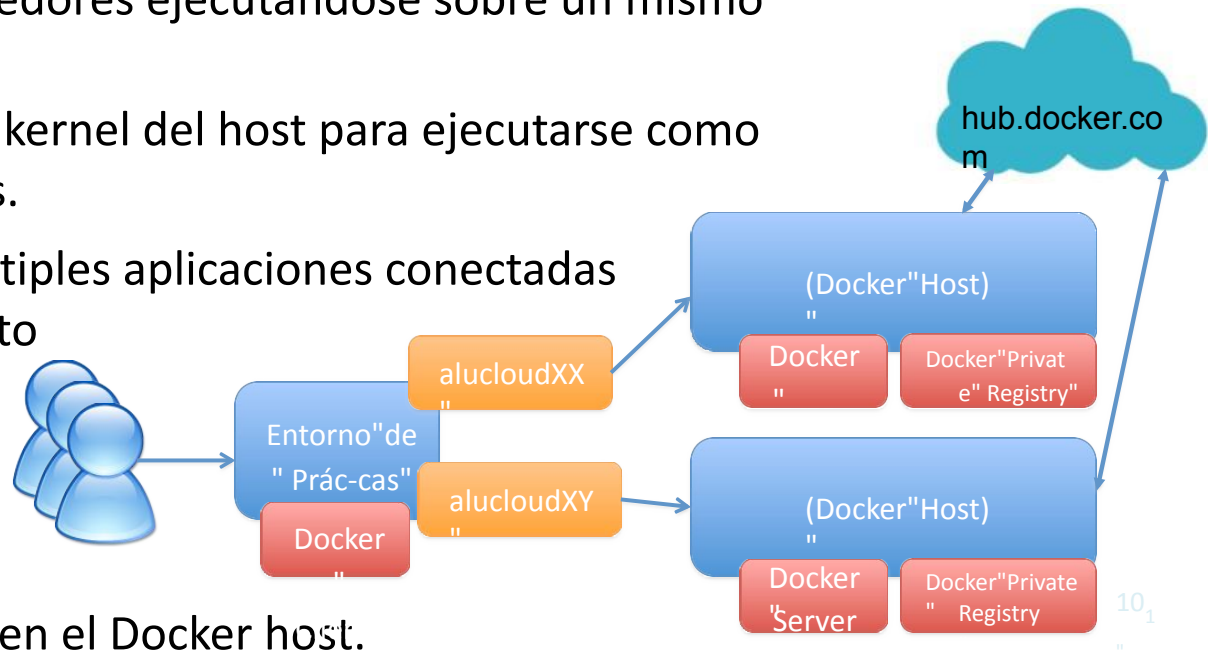 edores ejecutándose sobre un mismo
kernel del host para ejecutarse como
s.
tiples aplicaciones conectadas
to
hub.docker.co
m
(Docker"Host)
"
Docker
"
Docker"Privat
e" Registry"
alucloudXX
"
Entorno"de
" Prác-cas"
Docker
"
alucloudXY
"
(Docker"Host)
"
Docker
"Server
Docker"Private
" Registry
en el Docker host.
10
1
"